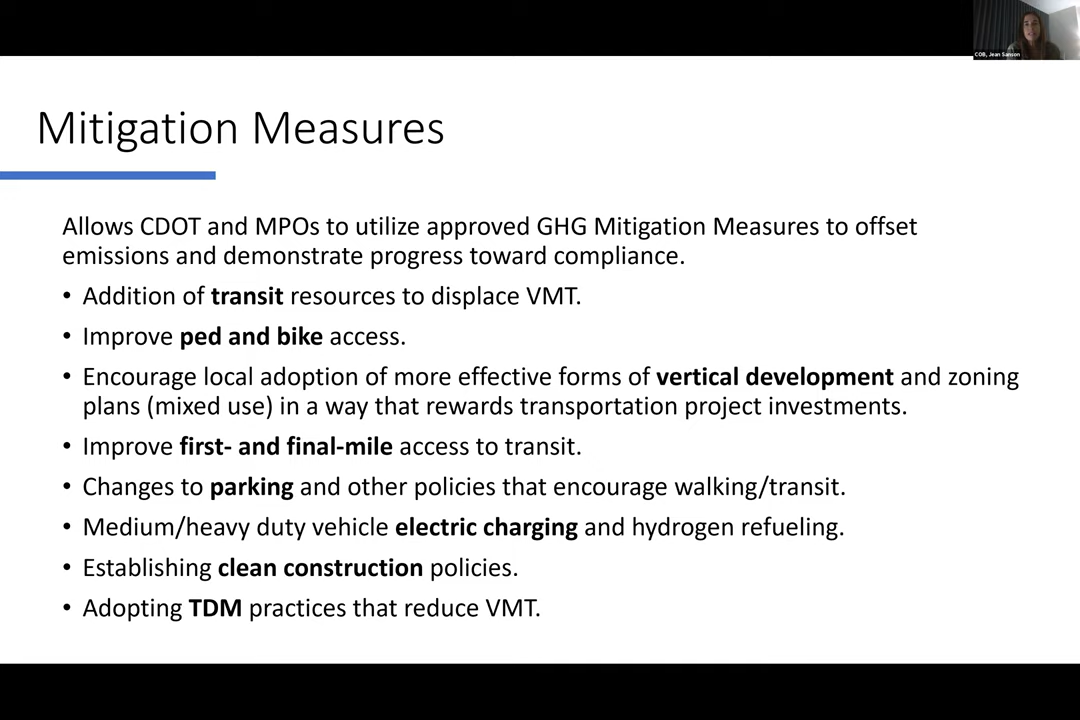 COB, Jean Sanson
Mitigation Measures
Allows CDOT and MPOs to utilize approved GHG Mitigation Measures to offset
emissions and demonstrate progress toward compliance.
• Addition of transit resources to displace VMT.
• Improve ped and bike access.
• Encourage local adoption of more effective forms of vertical development and zoning
plans (mixed use) in a way that rewards transportation project investments.
• Improve first- and final-mile access to transit.
• Changes to parking and other policies that encourage walking/transit.
• Medium/heavy duty vehicle electric charging and hydrogen refueling.
• Establishing clean construction policies.
• Adopting TDM practices that reduce VMT.